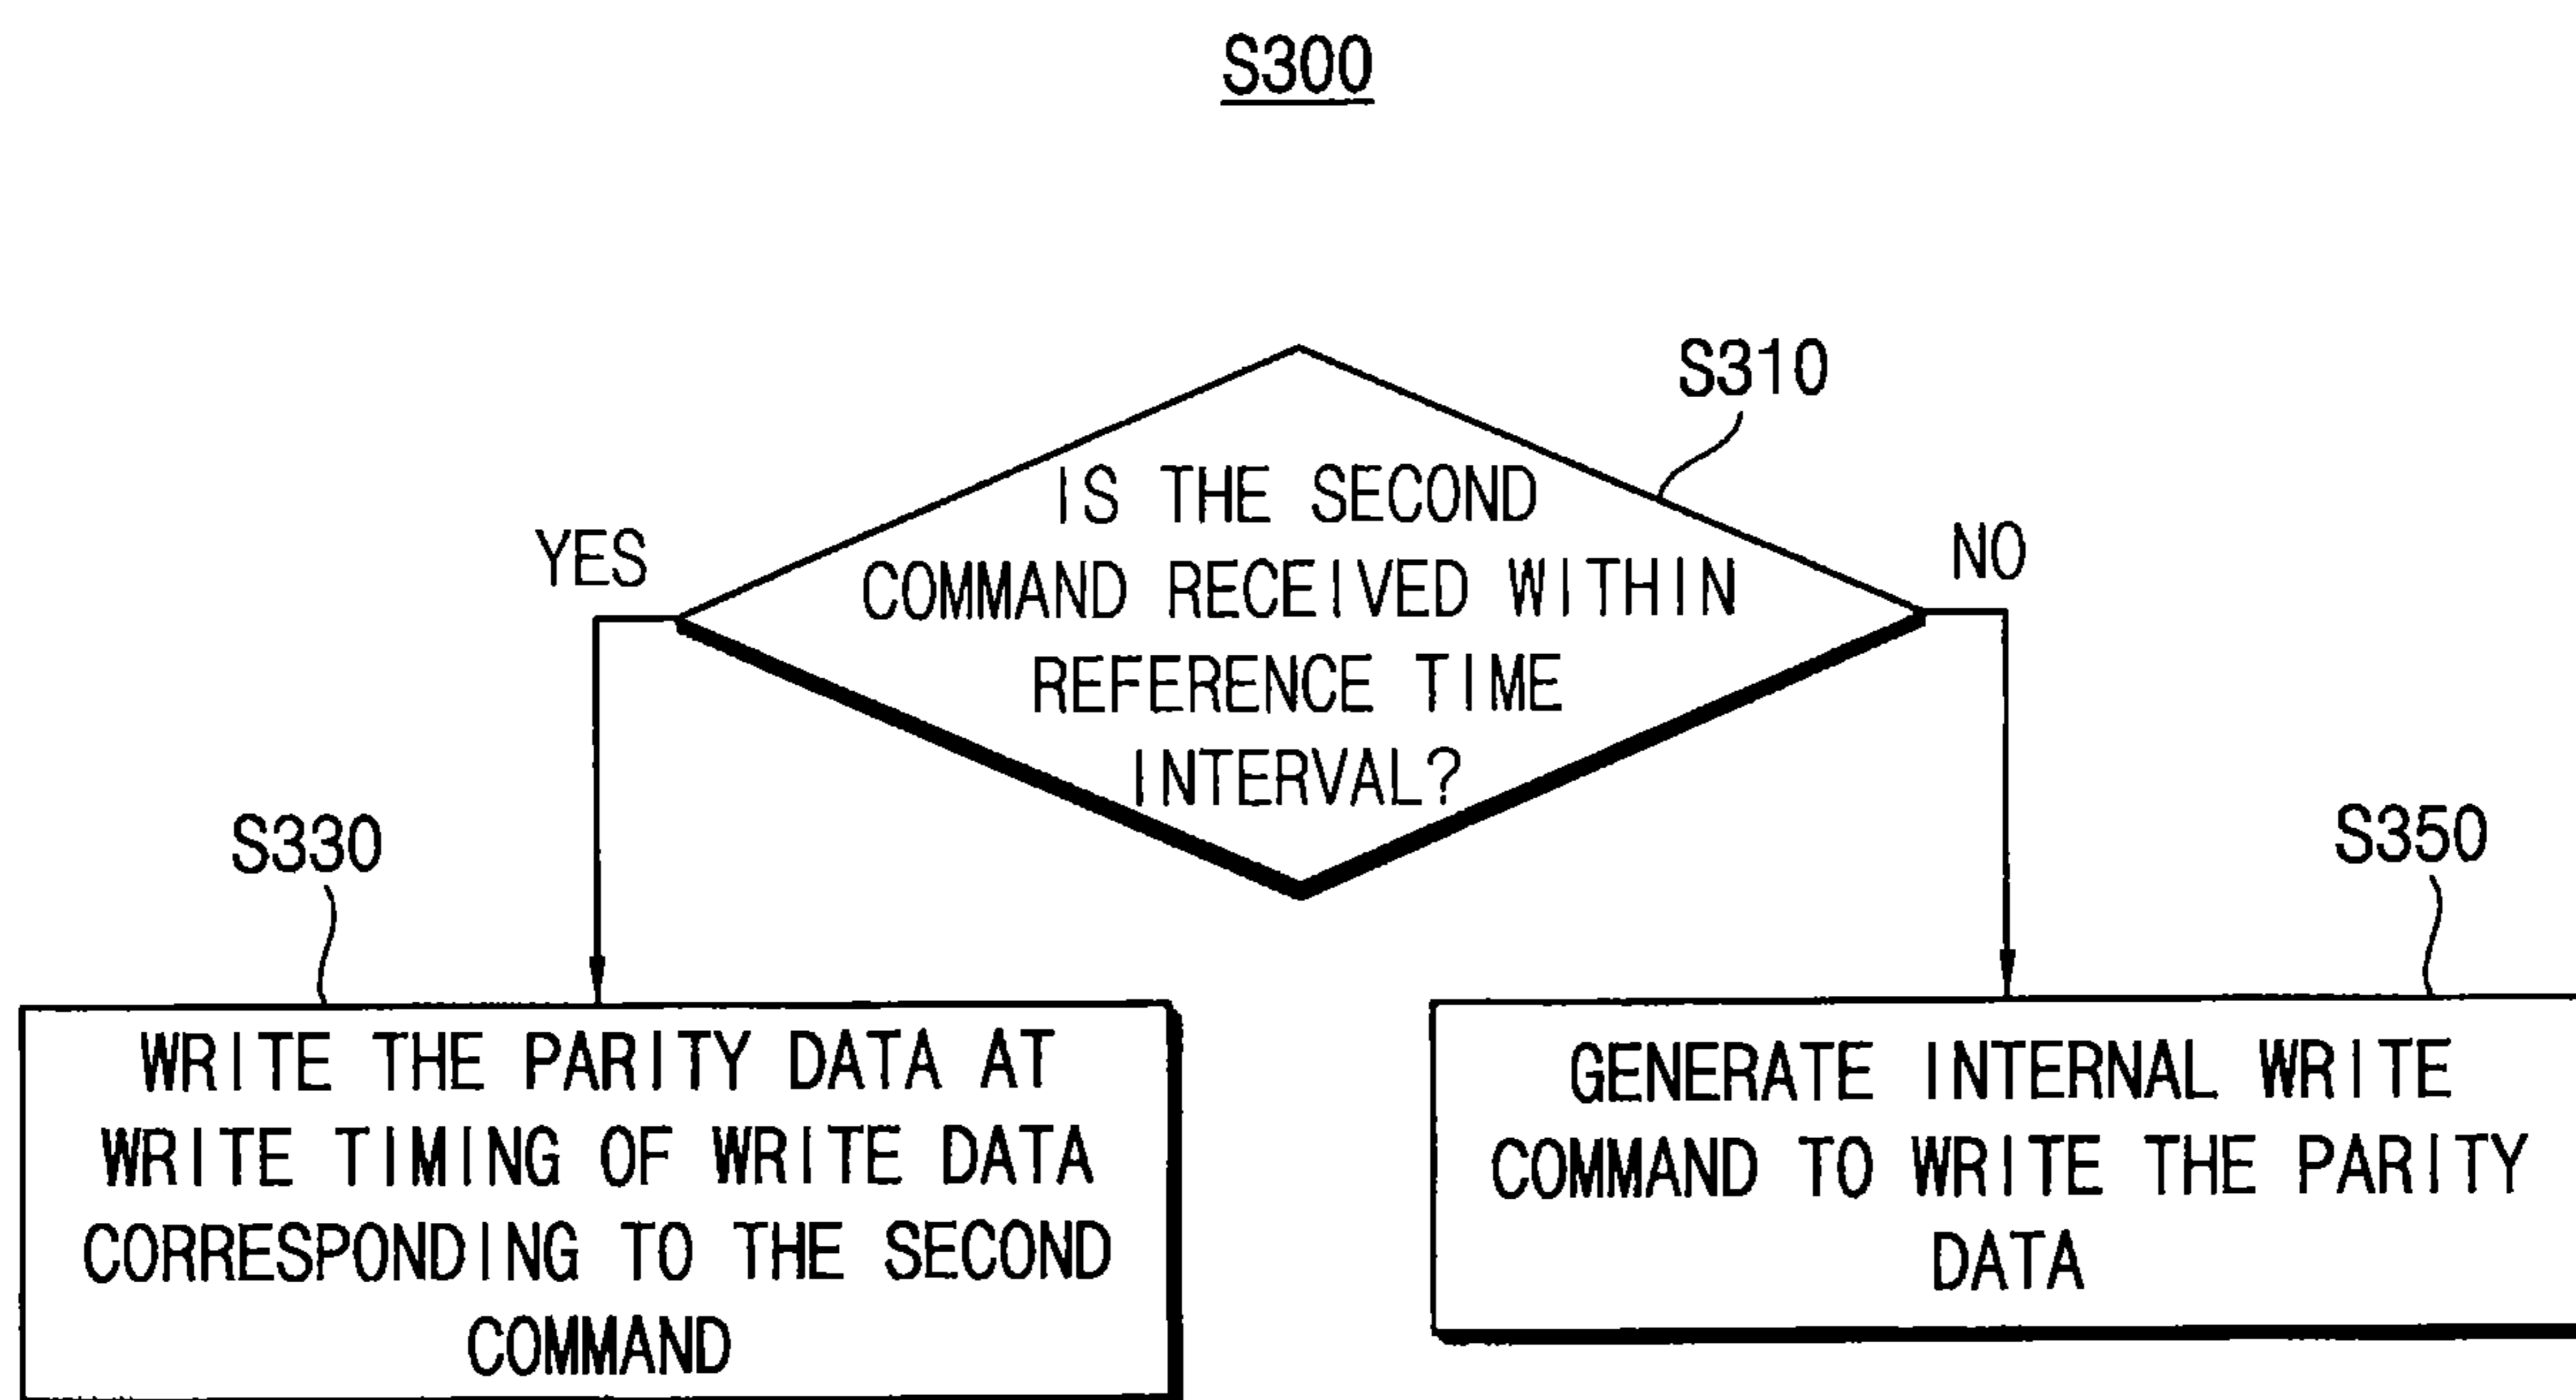 S300
S310
IS THE SECOND
COMMAND RECEIVED WITHIN
REFERENCE TIME
INTERVAL?
YES
NO
S330
WRITE THE PARITY DATA AT
WRITE TIMING OF WRITE DATA
CORRESPONDING TO THE SECOND
COMMAND
S350
GENERATE INTERNAL WRITE
COMMAND TO WRITE THE PARITY
DATA